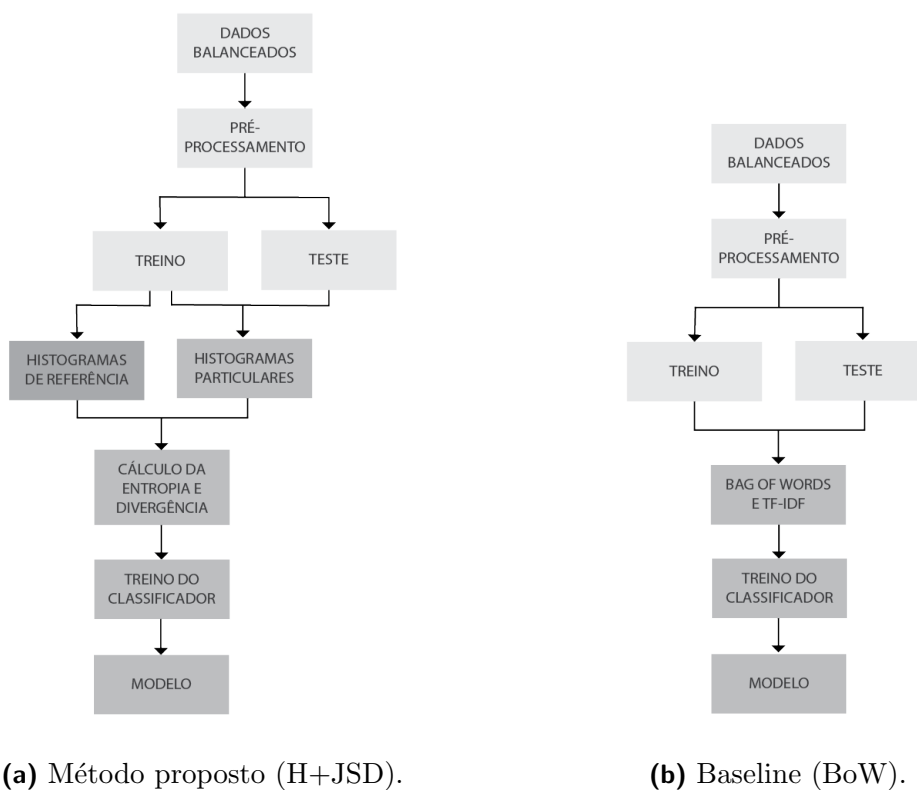 DADOS
BALANCEADOS
PRÉ-
PROCESSAMENTO
TREINO
TESTE
HISTOGRAMAS
DE REFERÊNCIA
HISTOGRAMAS
PARTICULARES
CÁLCULO DA
ENTROPIA E
DIVERGÊNCIA
TREINO DO
CLASSIFICADOR
MODELO
(a) Método proposto (H+JSD).
DADOS
BALANCEADOS
PRÉ-
PROCESSAMENTO
TREINO
TESTE
BAG OF WORDS
E TF-IDF
TREINO DO
CLASSIFICADOR
MODELO
(b) Baseline (BoW).